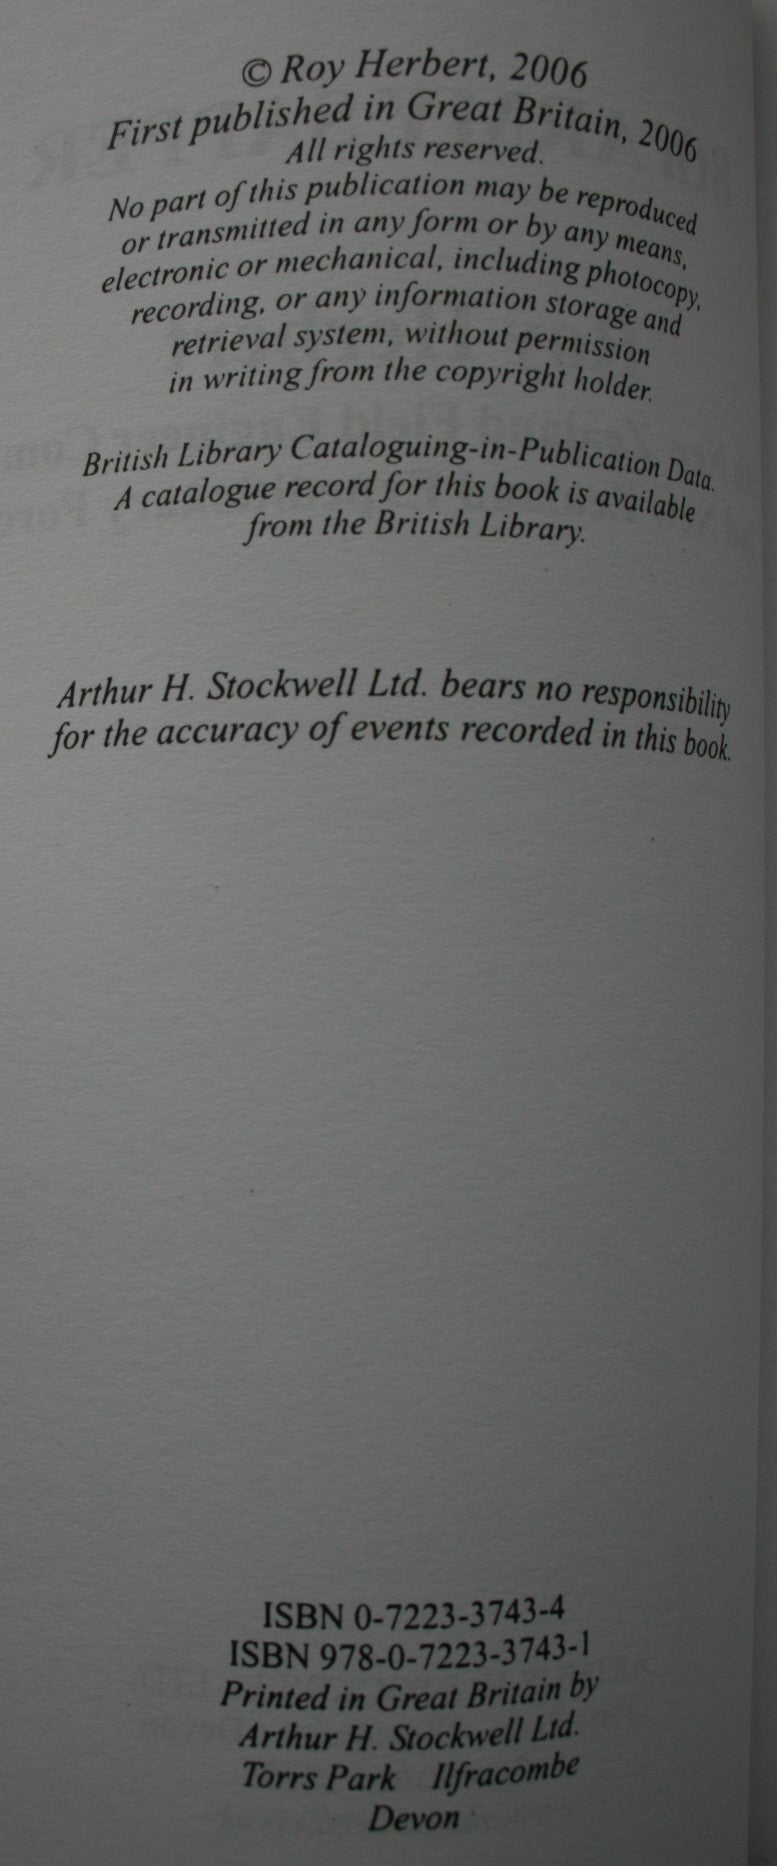 © Roy Herbert, 2006
First published in Great Britain, 2006
All rights reserved.
No part of this publication may be reproduced
or transmitted in any form or by any means,
electronic or mechanical, including photocopy,
recording, or any information storage and
retrieval system, without permission
in writing from the copyright holder.
British Library Cataloguing-in-Publication Data.
A catalogue record for this book is available
from the British Library.
Arthur H. Stockwell Ltd. bears no responsibility
for the accuracy of events recorded in this book.
ISBN 0-7223-3743-4
ISBN 978-0-7223-3743-1
Printed in Great Britain by
Arthur H. Stockwell Ltd.
Torrs Park Ilfracombe
Devon